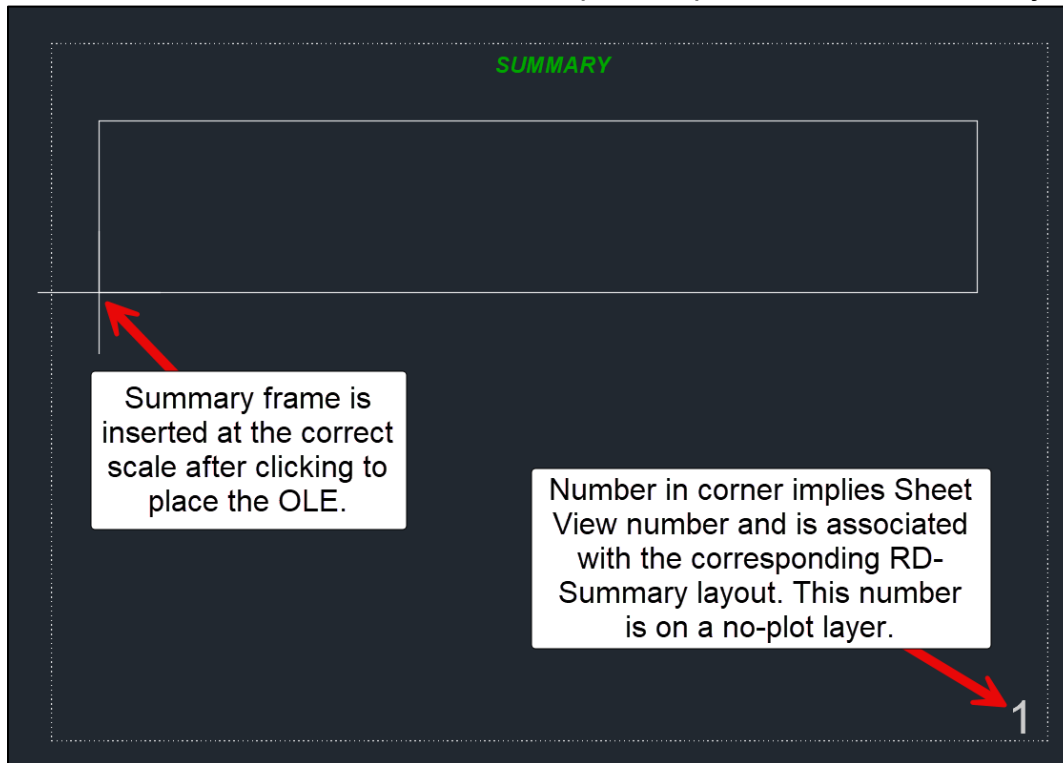 SUMMARY
Summary frame is
inserted at the correct
scale after clicking to
place the OLE.
Number in corner implies Sheet
View number and is associated
with the corresponding RD-
Summary layout. This number
is on a no-plot layer.
1